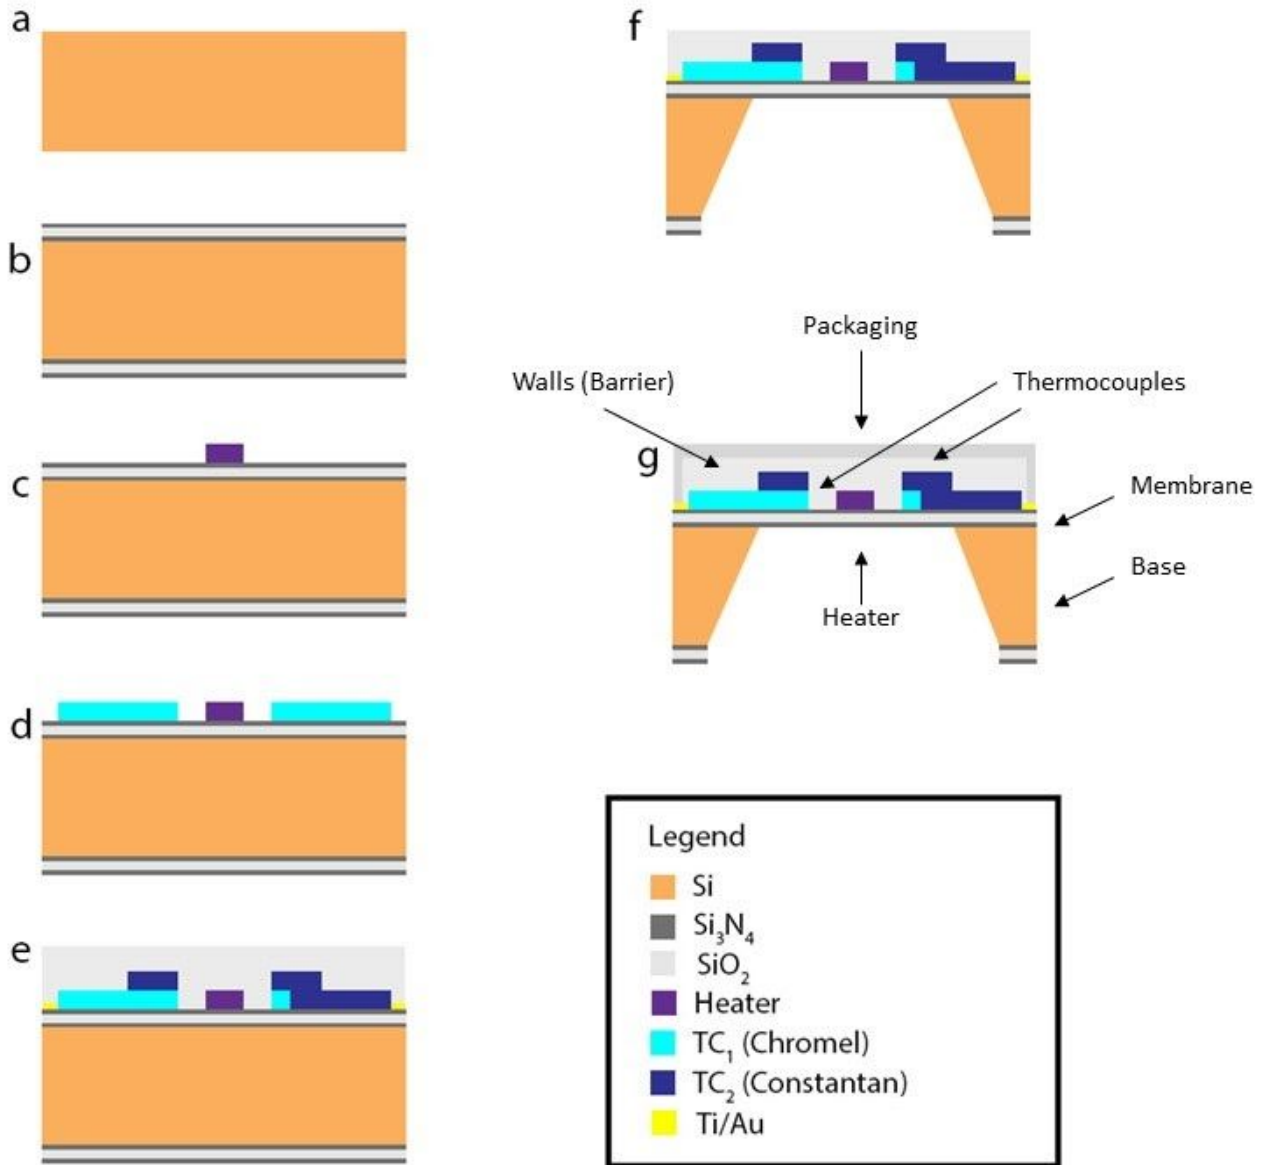 a
b
c
d
e
f
Packaging
Walls (Barrier)
Thermocouples
g
Membrane
Base
Heater
Legend
Si
Si₃N₄
SiO₂
Heater
TC₁ (Chromel)
TC₂ (Constantan)
Ti/Au